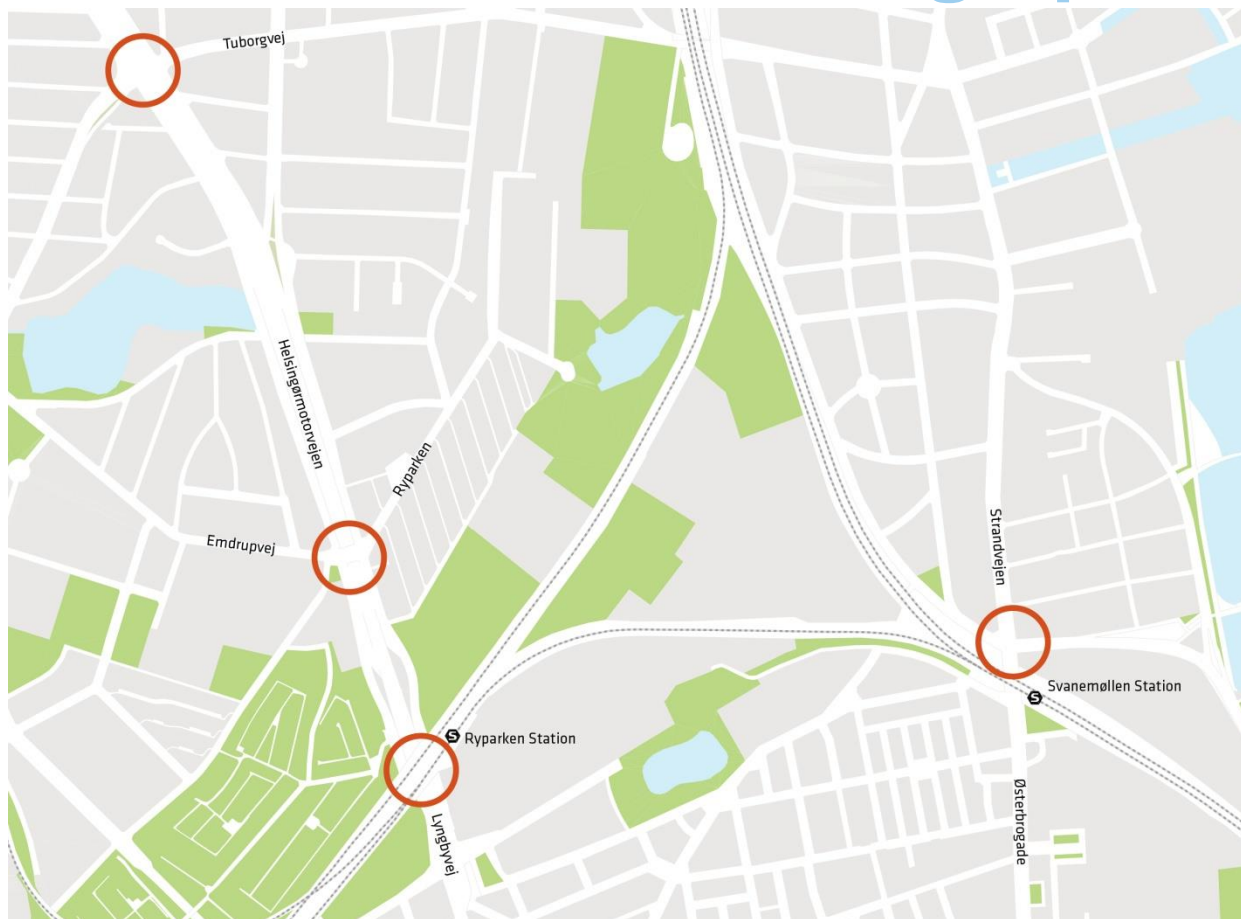 Tuborgvej
Helsingørmotorvejen
Ryparken
Emdrupvej
Strandvejen
S
Svanemøllen Station
S
Ryparken Station
Østerbrogade
Lyngbyvej